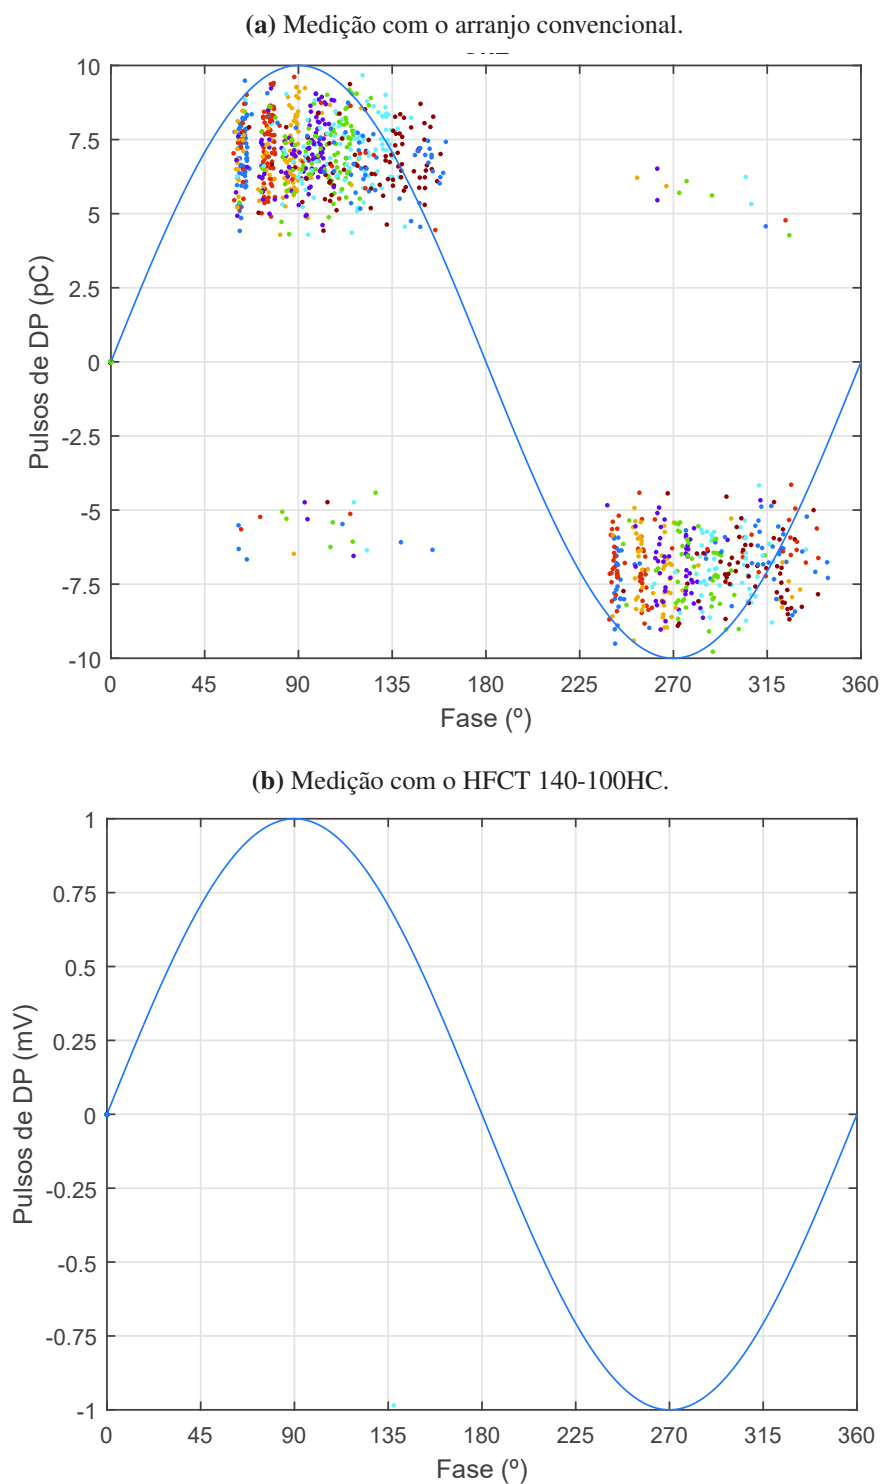 (a) Medição com o arranjo convencional.
10
7.5
5
2.5
0
-2.5
-5
-7.5
-10
Pulsos de DP (pC)
0 45 90 135 180 225 270 315 360
Fase (º)
(b) Medição com o HFCT 140-100HC.
1
0.75
0.5
0.25
0
-0.25
-0.5
-0.75
-1
Pulsos de DP (mV)
0 45 90 135 180 225 270 315 360
Fase (º)